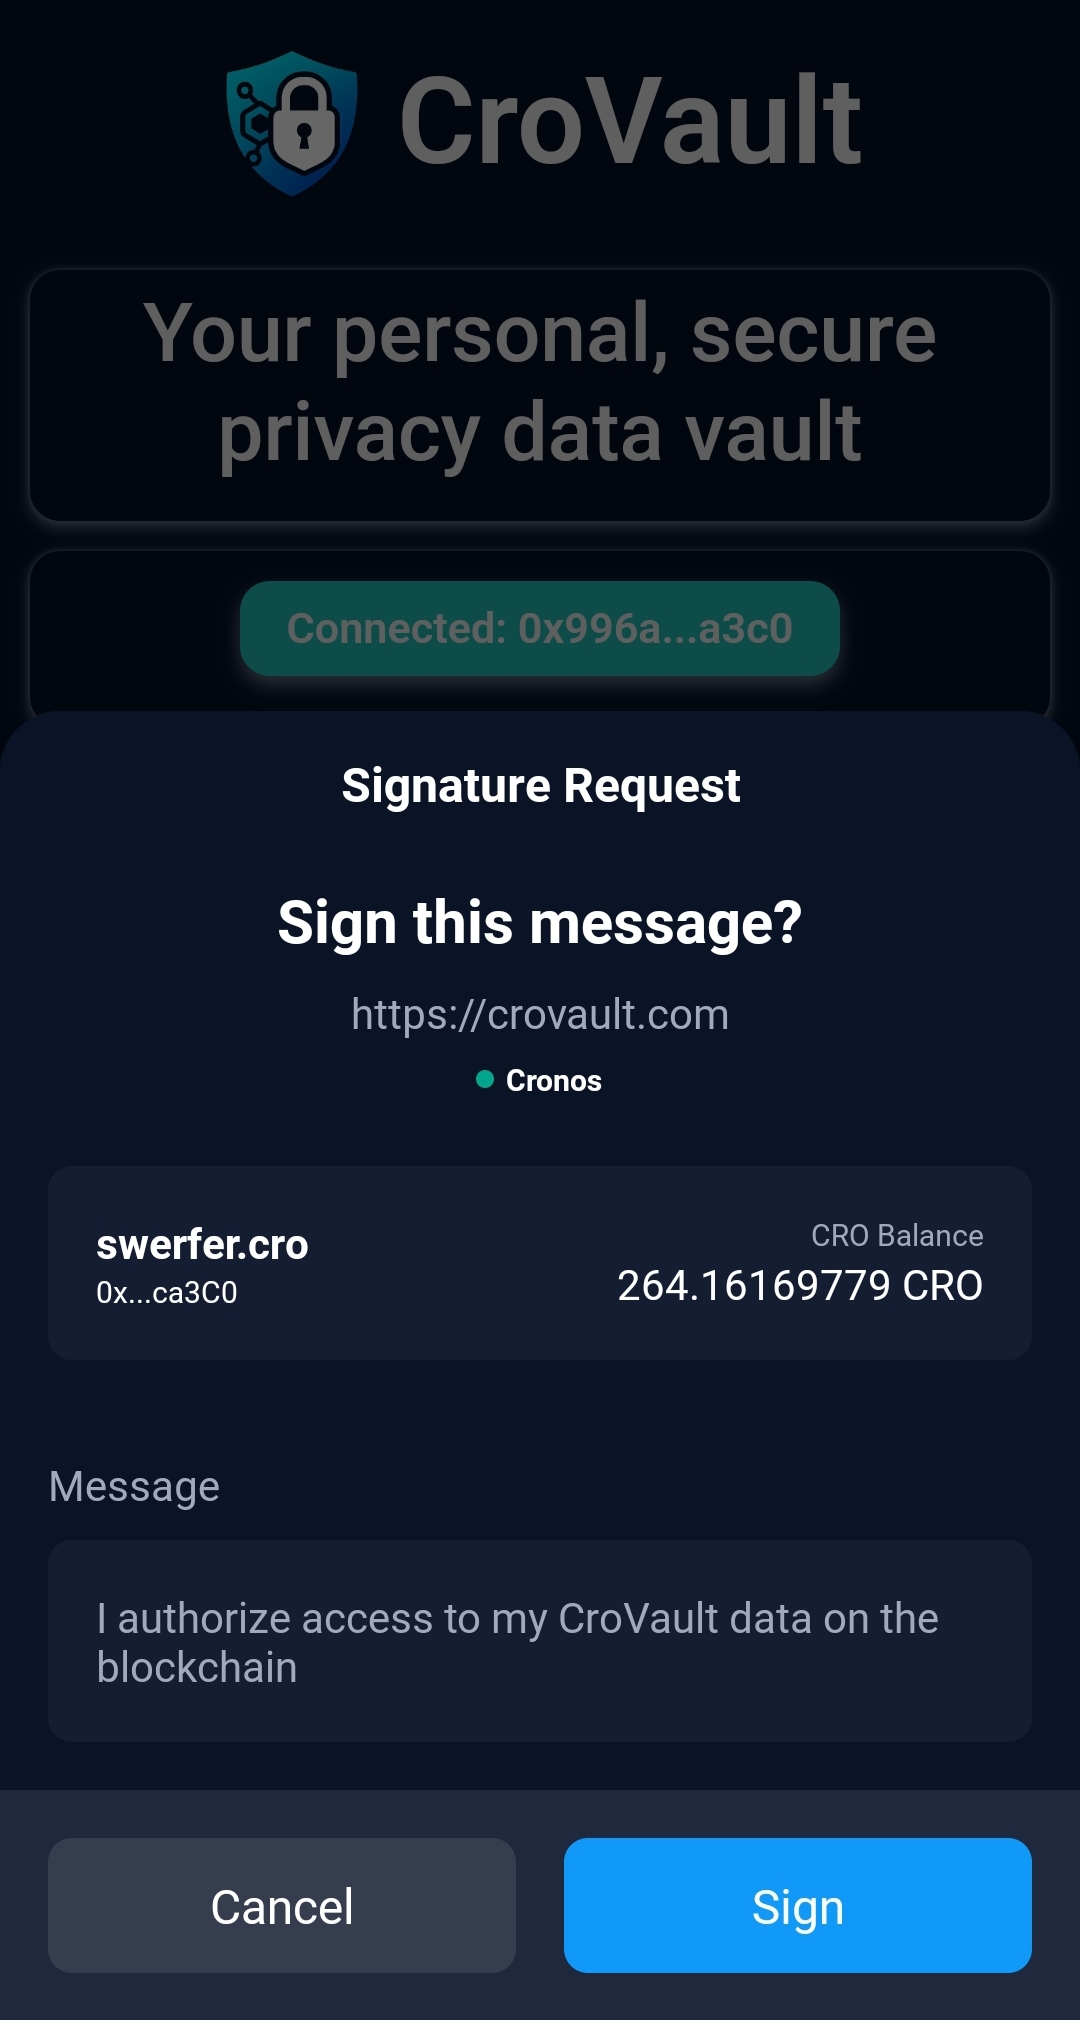 CroVault
Your personal, secure
privacy data vault
Connected: 0x996a...a3c0
Signature Request
Sign this message?
https://crovault.com
Cronos
swerfer.cro
0x...ca3C0
CRO Balance
264.16169779 CRO
Message
I authorize access to my CroVault data on the
blockchain
Cancel
Sign